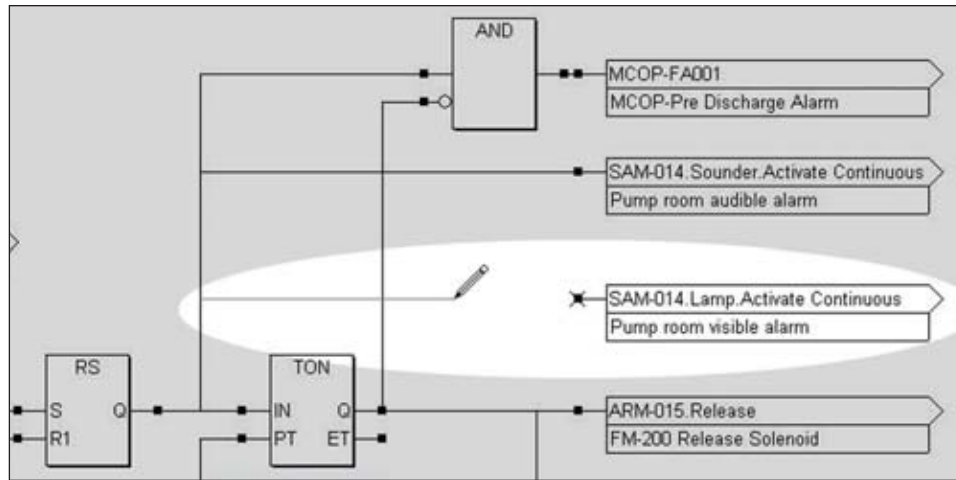 AND
MCOP-FA001
MCOP-Pre Discharge Alarm
SAM-014.Sounder.Activate Continuous
Pump room audible alarm
SAM-014.Lamp.Activate Continuous
Pump room visible alarm
RS
S Q
R1
TON
IN Q
PT ET
ARM-015.Release
FM-200 Release Solenoid